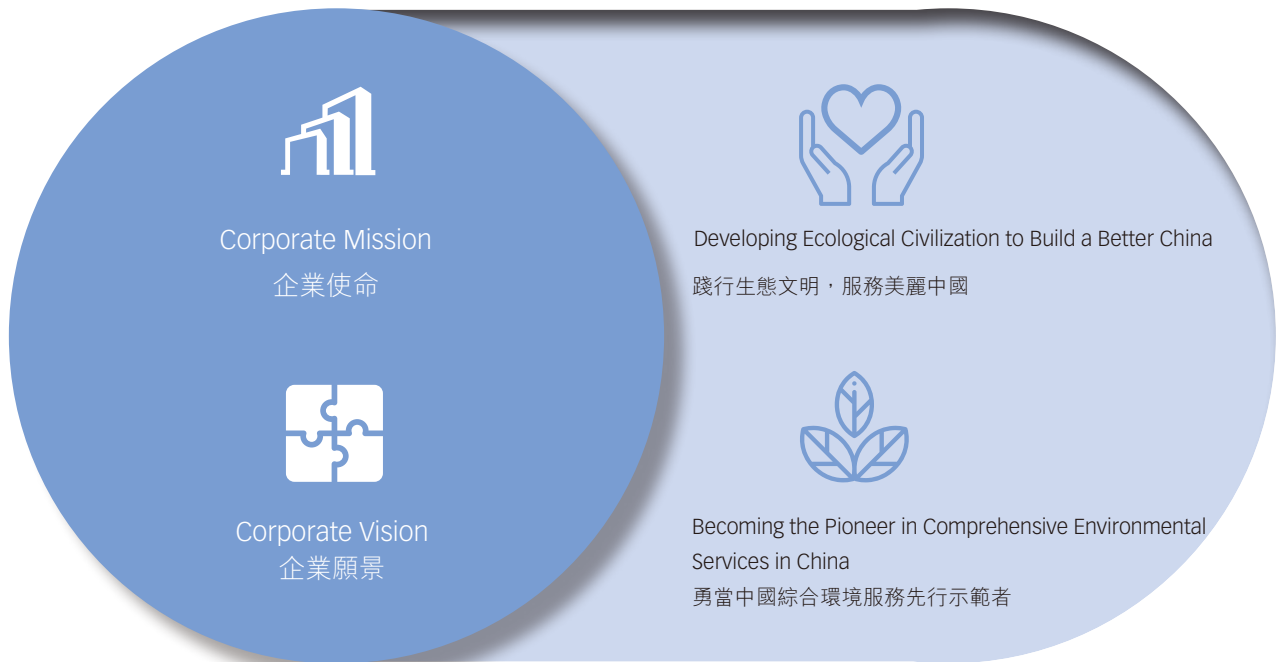 Corporate Mission
企業使命
Developing Ecological Civilization to Build a Better China
踐行生態文明，服務美麗中國
Corporate Vision
企業願景
Becoming the Pioneer in Comprehensive Environmental
Services in China
勇當中國綜合環境服務先行示範者